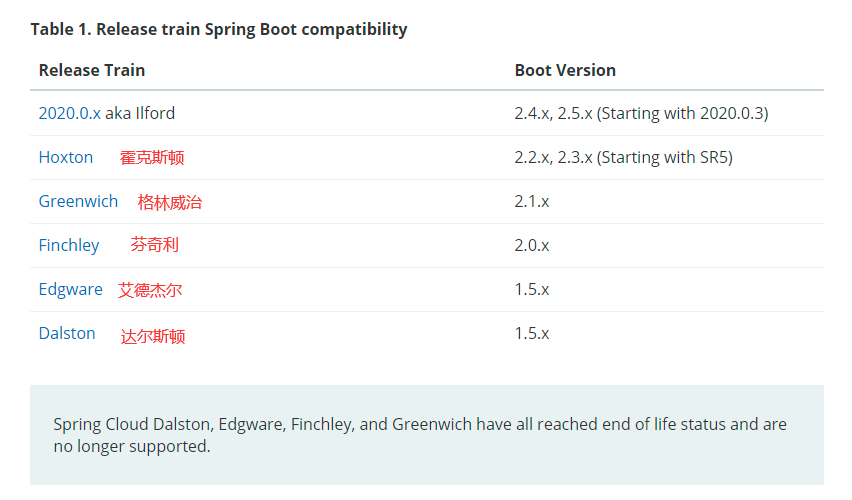 Table 1. Release train Spring Boot compatibility
Release Train Boot Version
2020.0.x aka Ilford 2.4.x, 2.5.x (Starting with 2020.0.3)
Hoxton 霍克斯顿 2.2.x, 2.3.x (Starting with SR5)
Greenwich 格林威治 2.1.x
Finchley 芬奇利 2.0.x
Edgware 艾德杰尔 1.5.x
Dalston 达尔斯顿 1.5.x
Spring Cloud Dalston, Edgware, Finchley, and Greenwich have all reached end of life status and are
no longer supported.